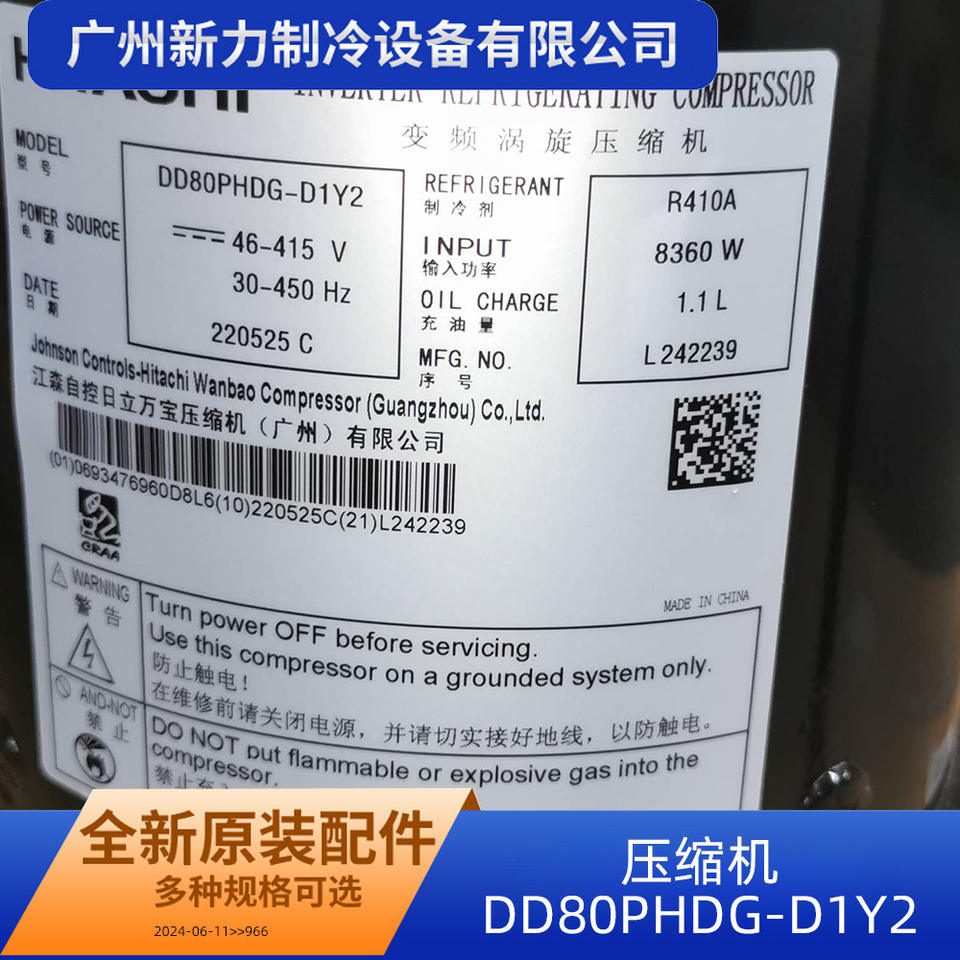 广州新力制冷设备有限公司
INVERTER REFRIGERATING COMPRESSOR
变频涡旋压缩机
MODEL
型号
DD80PHDG-D1Y2
POWER SOURCE
电源
46-415 V
30-450 Hz
DATE
日期
220525 C
REFRIGERANT
制冷剂
R410A
INPUT
输入功率
8360 W
OIL CHARGE
充油量
1.1 L
MFG. NO.
序号
L242239
Johnson Controls-Hitachi Wanbao Compressor (Guangzhou) Co.,Ltd.
江森自控日立万宝压缩机（广州）有限公司
(01)0693476960D8L6(10)220525C(21)L242239
CRAA
MADE IN CHINA
WARNING
警告
Turn power OFF before servicing.
Use this compressor on a grounded system only.
防止触电！
在维修前请关闭电源，并请切实接好地线，以防触电。
AND-NOT
禁止
DO NOT put flammable or explosive gas into the
compressor.
禁止充入
全新原装配件
多种规格可选
2024-06-11>>966
压缩机
DD80PHDG-D1Y2